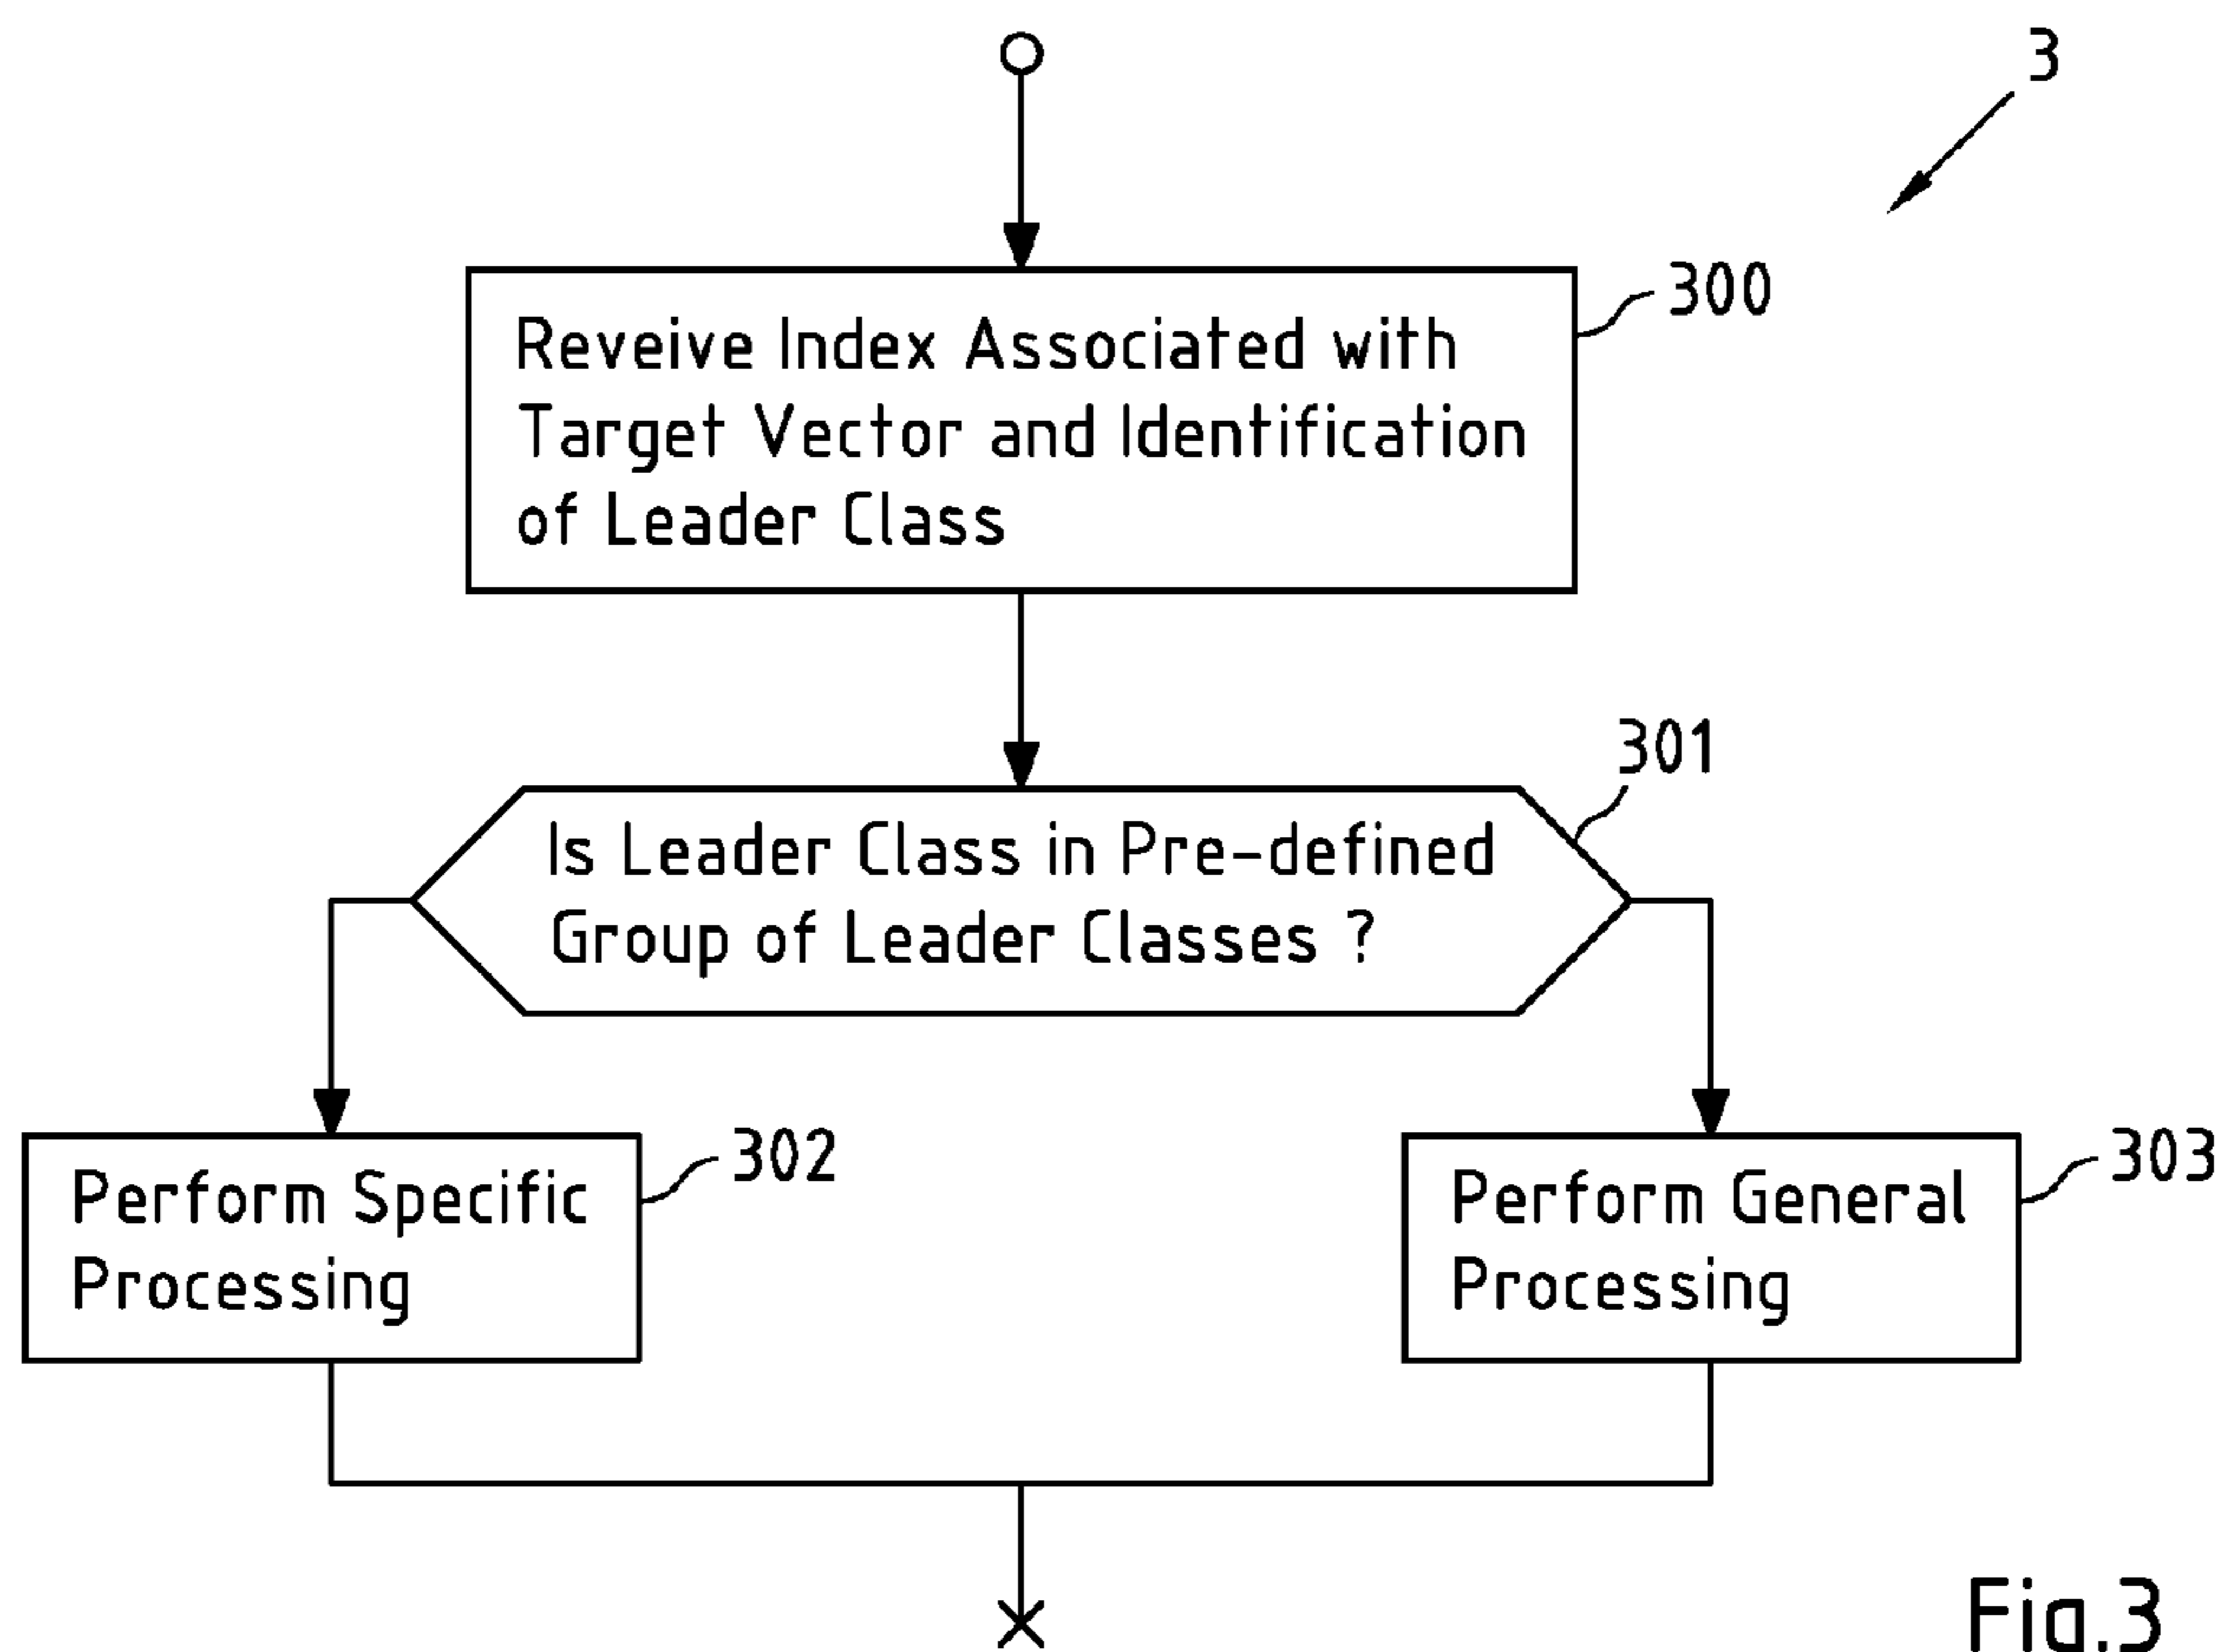 3
300
Reveive Index Associated with
Target Vector and Identification
of Leader Class
301
Is Leader Class in Pre-defined
Group of Leader Classes ?
302
Perform Specific
Processing
303
Perform General
Processing
Fig.3